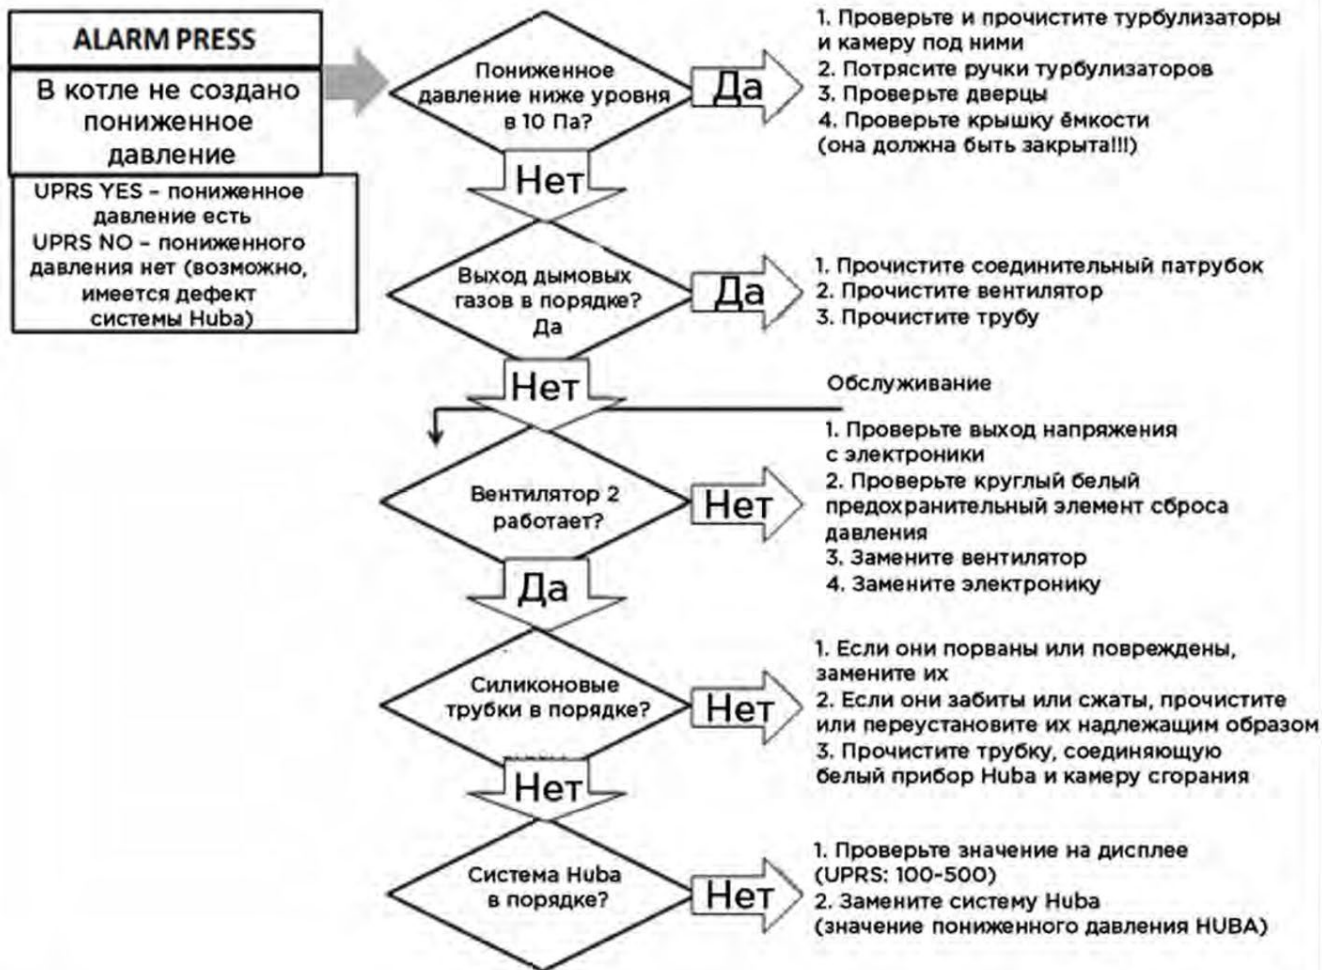 ALARM PRESS
В котле не создано
пониженное
давление
UPRS YES – пониженное
давление есть
UPRS NO – пониженного
давления нет (возможно,
имеется дефект
системы Huba)
Пониженное
давление ниже уровня
в 10 Па?
Да
1. Проверьте и прочистите турбулизаторы
и камеру под ними
2. Потрясите ручки турбулизаторов
3. Проверьте дверцы
4. Проверьте крышку ёмкости
(она должна быть закрыта!!!)
Нет
Выход дымовых
газов в порядке?
Да
Да
1. Прочистите соединительный патрубок
2. Прочистите вентилятор
3. Прочистите трубу
Нет
Обслуживание
Вентилятор 2
работает?
Нет
1. Проверьте выход напряжения
с электроники
2. Проверьте круглый белый
предохранительный элемент сброса
давления
3. Замените вентилятор
4. Замените электронику
Да
Силиконовые
трубки в порядке?
Нет
1. Если они порваны или повреждены,
замените их
2. Если они забиты или сжаты, прочистите
или переустановите их надлежащим образом
3. Прочистите трубку, соединяющую
белый прибор Huba и камеру сгорания
Нет
Система Huba
в порядке?
Нет
1. Проверьте значение на дисплее
(UPRS: 100-500)
2. Замените систему Huba
(значение пониженного давления HUBA)